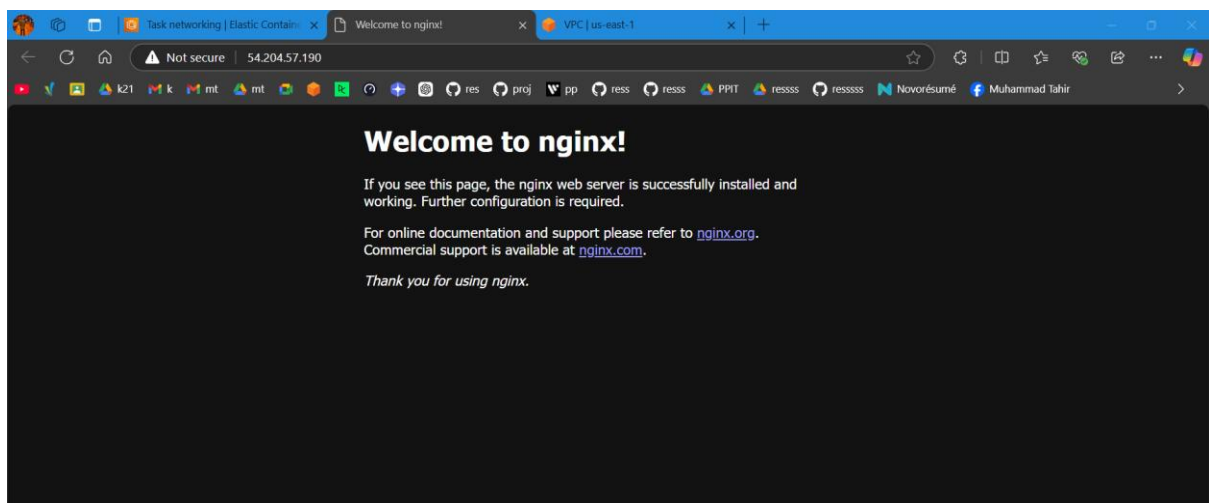 Task networking | Elastic Contain
Welcome to nginx!
VPC | us-east-1
Not secure
54.204.57.190
k21
k
mt
mt
res
proj
pp
ress
resss
PPIT
ressss
resssss
Novorésumé
Muhammad Tahir
Welcome to nginx!
If you see this page, the nginx web server is successfully installed and
working. Further configuration is required.
For online documentation and support please refer to nginx.org.
Commercial support is available at nginx.com.
Thank you for using nginx.